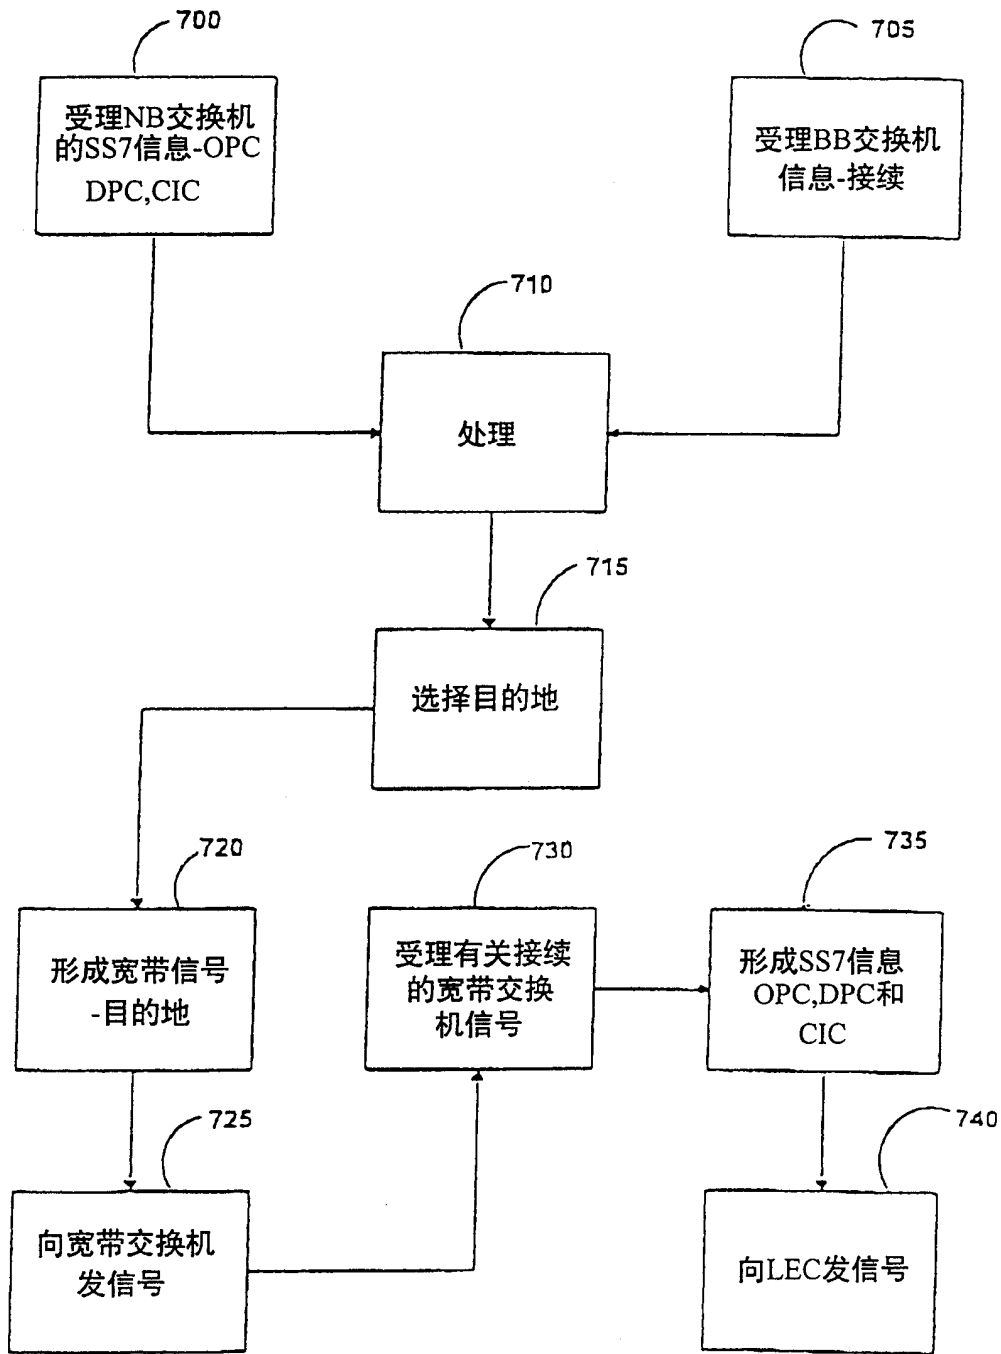 700
受理NB交换机
的SS7信息-OPC
DPC,CIC
705
受理BB交换机
信息-接续
710
处理
715
选择目的地
720
形成宽带信号
-目的地
730
受理有关接续
的宽带交换
机信号
735
形成SS7信息
OPC,DPC和
CIC
725
向宽带交换机
发信号
740
向LEC发信号